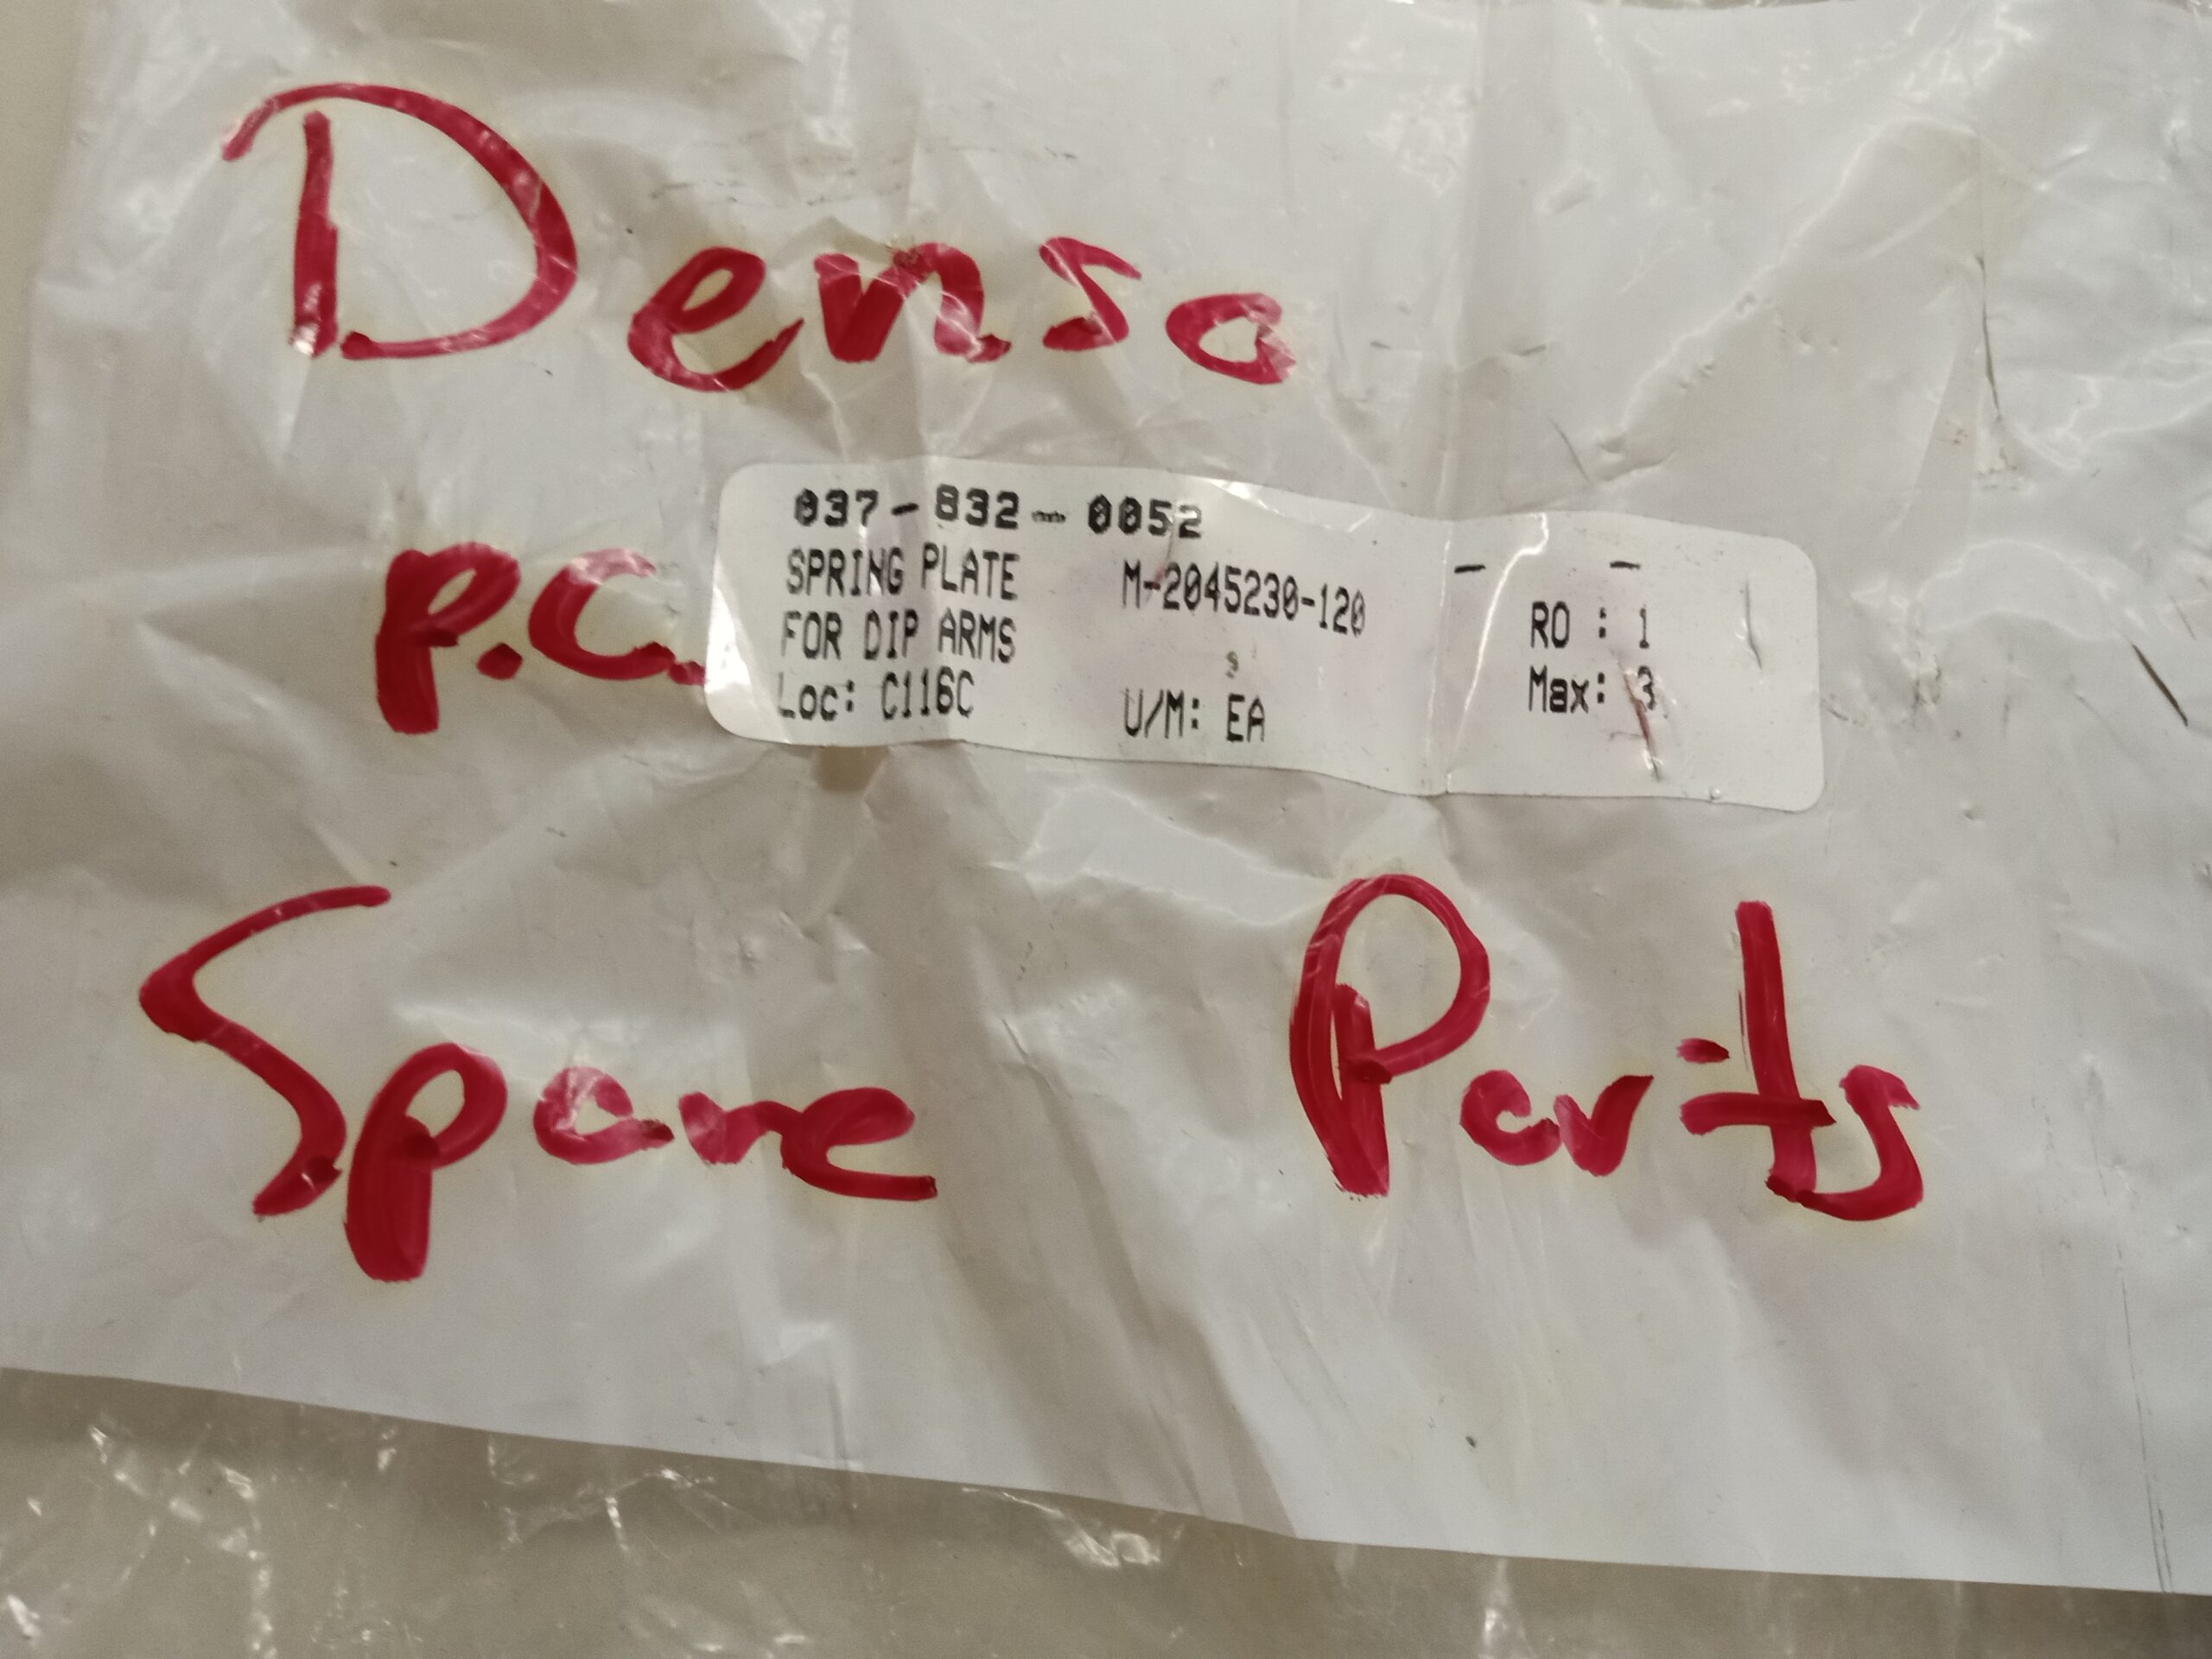 Denso
P.C.
037-832-0052
SPRING PLATE M-2045230-120 - -
FOR DIP ARMS RO : 1
Loc: C116C U/M: EA Max: 3
Spare Parts